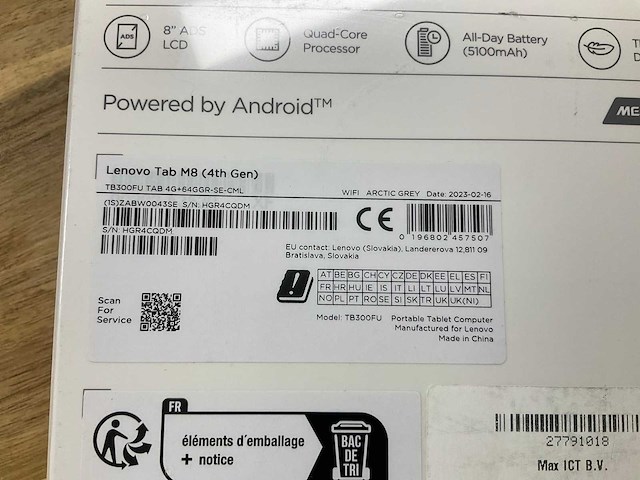 ADS
8" ADS
LCD
Quad-Core
Processor
All-Day Battery
(5100mAh)
Powered by Android™
Lenovo Tab M8 (4th Gen)
TB300FU TAB 4G+64GGR-SE-CML
WIFI ARCTIC GREY Date: 2023-02-16
(1S)ZABW0043SE S/N: HGR4CQDM
S/N: HGR4CQDM
CE
0 196802 457507
EU contact: Lenovo (Slovakia), Landererova 12,811 09
Bratislava, Slovakia
AT BE BG CH CY CZ DE DK EE EL ES FI
FR HR HU IE IS IT LI LT LU LV MT NL
NO PL PT RO SE SI SK TR UK UK(NI)
Scan
For
Service
Model: TB300FU Portable Tablet Computer
Manufactured for Lenovo
Made in China
FR
éléments d'emballage
+ notice
BAC
DE
TRI
27791018
Max ICT B.V.